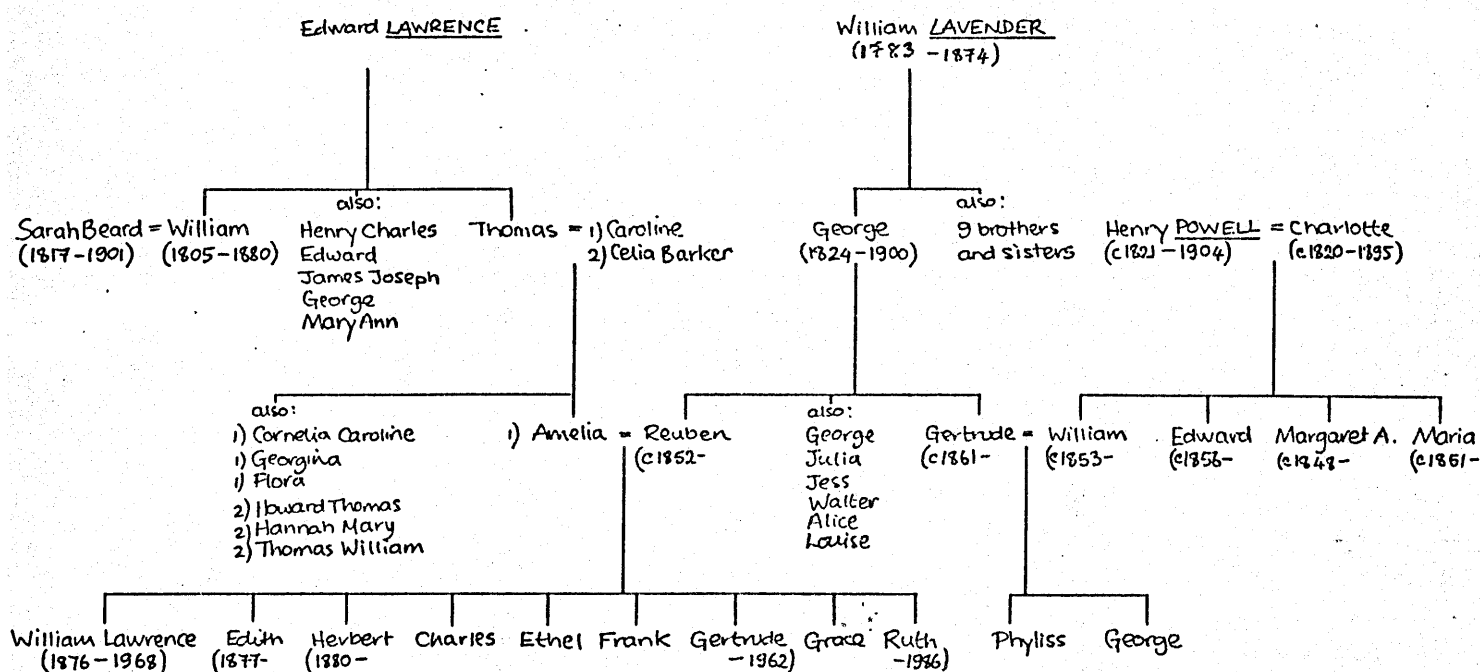 Edward LAWRENCE
William LAVENDER
(1783 - 1874)
also:
also:
Sarah Beard = William
(1817-1901) (1805-1880)
Henry Charles
Edward
James Joseph
George
Mary Ann
Thomas = 1) Caroline
2) Celia Barker
George
(1824-1900)
9 brothers
and sisters
Henry POWELL = Charlotte
(c1821-1904) (c1820-1895)
also:
1) Cornelia Caroline
1) Georgina
1) Flora
2) Howard Thomas
2) Hannah Mary
2) Thomas William
1) Amelia = Reuben
(c1852-
also:
George
Julia
Jess
Walter
Alice
Louise
Gertrude = William
(c1861- (c1853-
Edward
(c1856-
Margaret A.
(c1848-
Maria
(c1851-
William Lawrence
(1876-1968)
Edith
(1877-
Herbert
(1880-
Charles
Ethel
Frank
Gertrude
-1962)
Grace
Ruth
-1986)
Phyliss
George